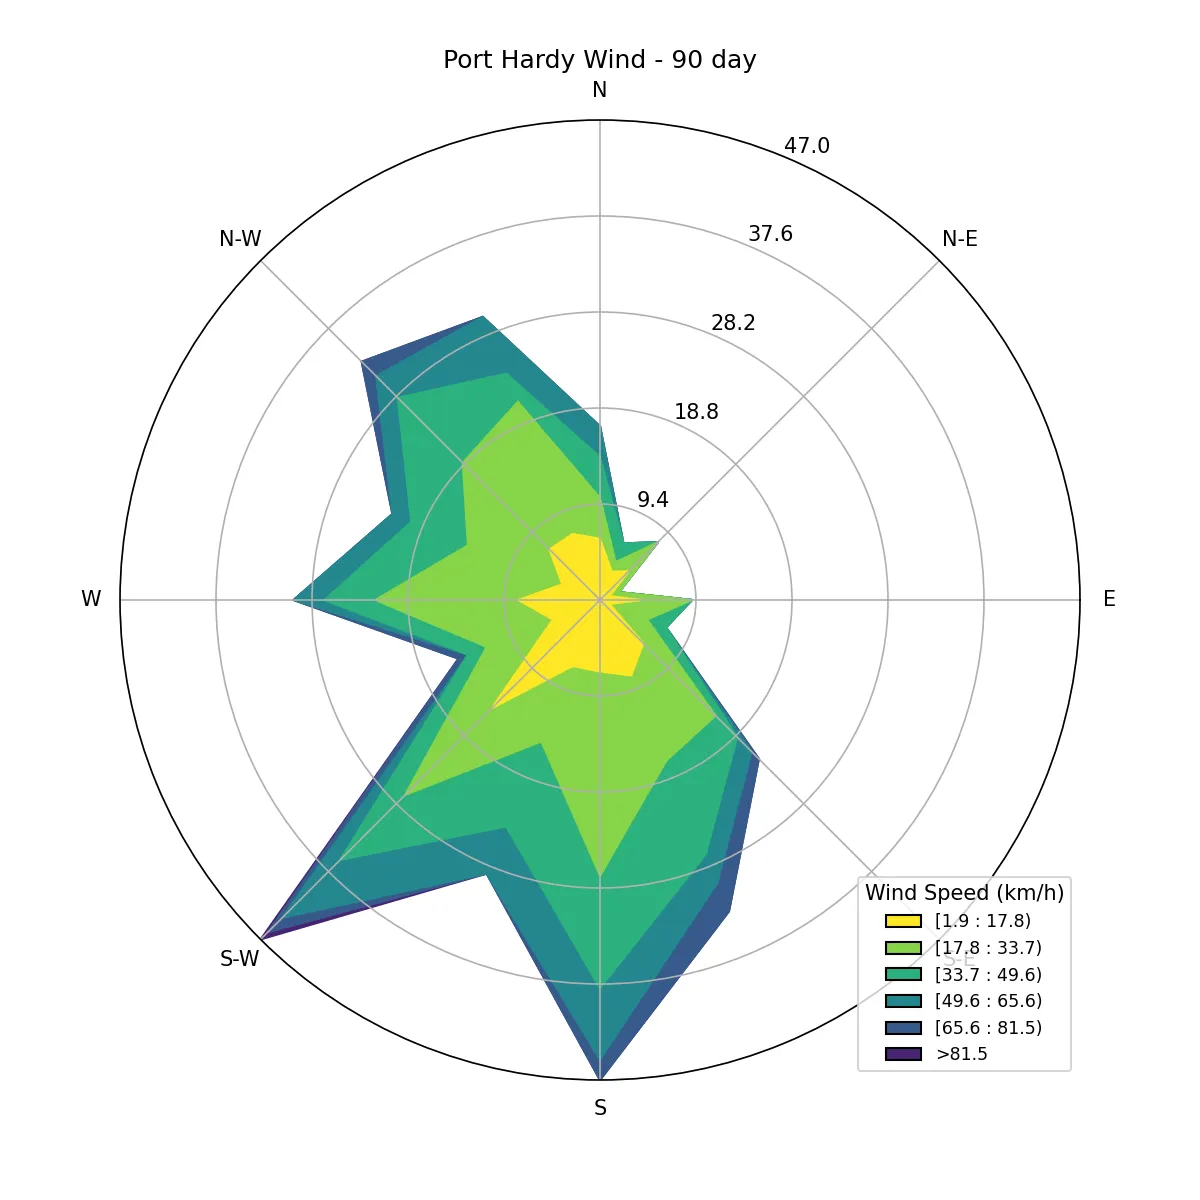 Port Hardy Wind - 90 day
N
47.0
37.6
N-W
N-E
28.2
18.8
9.4
W
E
S-W
S-E
S
Wind Speed (km/h)
[1.9 : 17.8)
[17.8 : 33.7)
[33.7 : 49.6)
[49.6 : 65.6)
[65.6 : 81.5)
>81.5